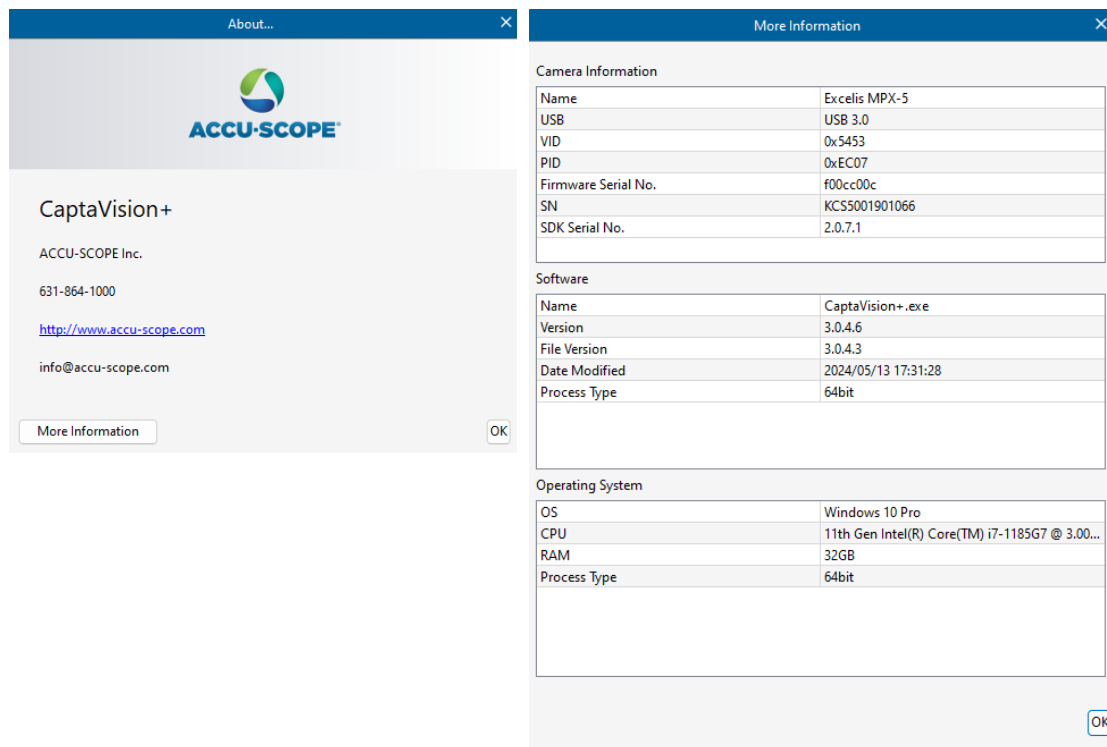 About...
ACCU-SCOPE®
CaptaVision+
ACCU-SCOPE Inc.
631-864-1000
http://www.accu-scope.com
info@accu-scope.com
More Information
OK
More Information
Camera Information
Name Excelis MPX-5
USB USB 3.0
VID 0x5453
PID 0xEC07
Firmware Serial No. f00cc00c
SN KCS5001901066
SDK Serial No. 2.0.7.1
Software
Name CaptaVision+.exe
Version 3.0.4.6
File Version 3.0.4.3
Date Modified 2024/05/13 17:31:28
Process Type 64bit
Operating System
OS Windows 10 Pro
CPU 11th Gen Intel(R) Core(TM) i7-1185G7 @ 3.00...
RAM 32GB
Process Type 64bit
OK